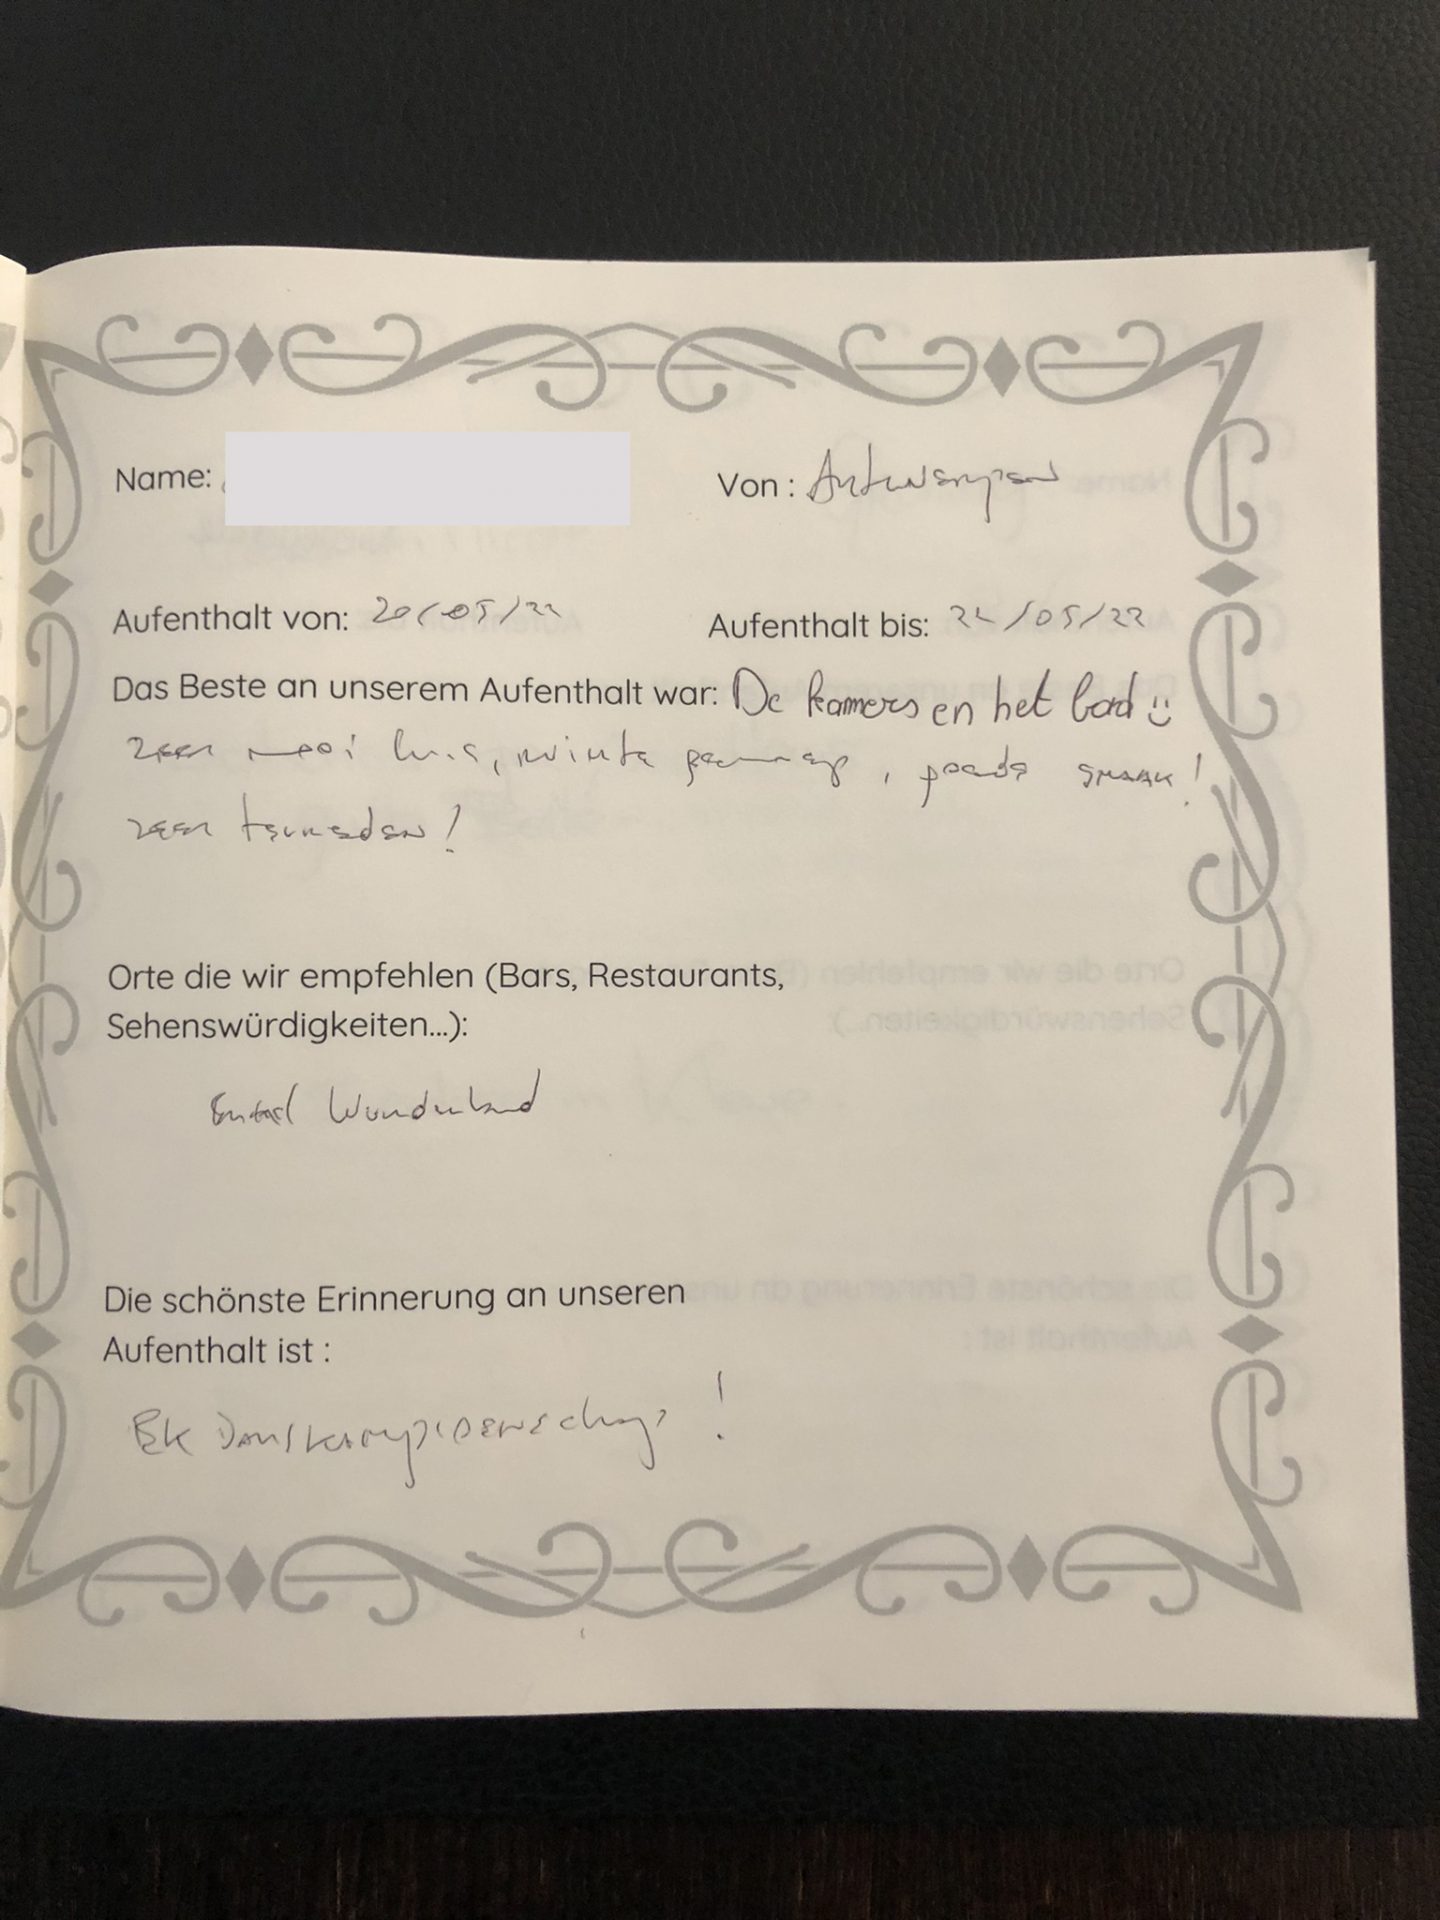 Name: Von : Antwerpen
Aufenthalt von: 20/05/22 Aufenthalt bis: 22/05/22
Das Beste an unserem Aufenthalt war: De kamers en het bad :)
zeer mooi huis, ruimte genoeg, goede smaak!
zeer tevreden!
Orte die wir empfehlen (Bars, Restaurants,
Sehenswürdigkeiten...):
Wunderland
Die schönste Erinnerung an unseren
Aufenthalt ist :
EK Danskampioenschap !